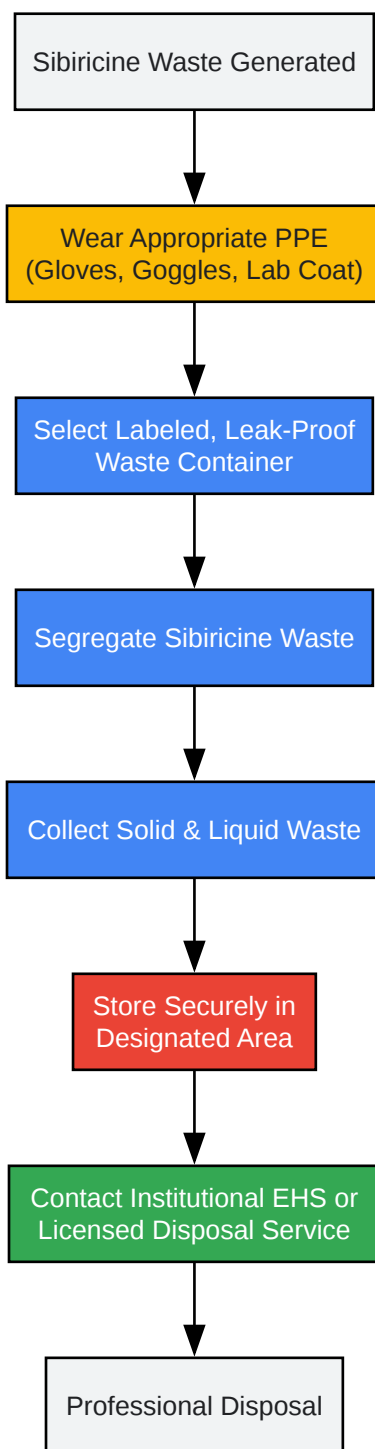 Sibiricine Waste Generated
Wear Appropriate PPE
(Gloves, Goggles, Lab Coat)
Select Labeled, Leak-Proof
Waste Container
Segregate Sibiricine Waste
Collect Solid & Liquid Waste
Store Securely in
Designated Area
Contact Institutional EHS or
Licensed Disposal Service
Professional Disposal